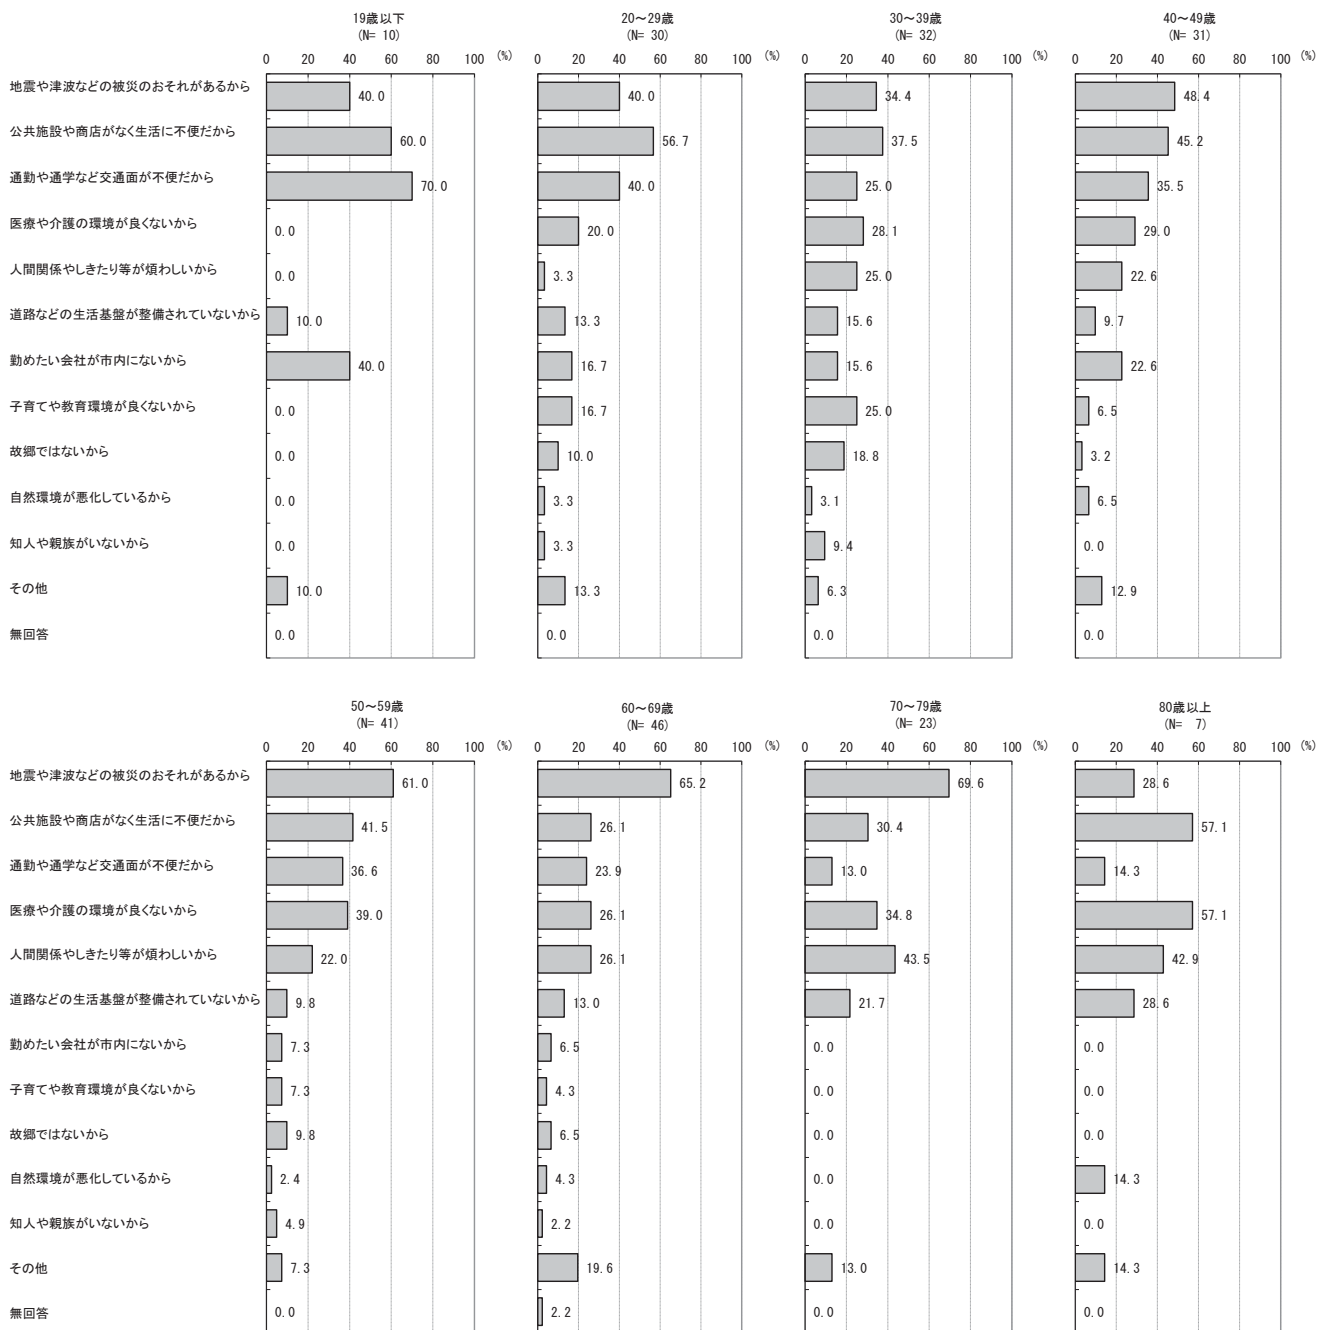 19歳以下 20～29歳 30～39歳 40～49歳
(N= 10) (N= 30) (N= 32) (N= 31)
0 20 40 60 80 100 (%) 0 20 40 60 80 100 (%) 0 20 40 60 80 100 (%) 0 20 40 60 80 100 (%)
地震や津波などの被災のおそれがあるから 40.0 40.0 34.4 48.4
公共施設や商店がなく生活に不便だから 60.0 56.7 37.5 45.2
通勤や通学など交通面が不便だから 70.0 40.0 25.0 35.5
医療や介護の環境が良くないから 0.0 20.0 28.1 29.0
人間関係やしきたり等が煩わしいから 0.0 3.3 25.0 22.6
道路などの生活基盤が整備されていないから 10.0 13.3 15.6 9.7
勤めたい会社が市内にないから 40.0 16.7 15.6 22.6
子育てや教育環境が良くないから 0.0 16.7 25.0 6.5
故郷ではないから 0.0 10.0 18.8 3.2
自然環境が悪化しているから 0.0 3.3 3.1 6.5
知人や親族がいないから 0.0 3.3 9.4 0.0
その他 10.0 13.3 6.3 12.9
無回答 0.0 0.0 0.0 0.0
50～59歳 60～69歳 70～79歳 80歳以上
(N= 41) (N= 46) (N= 23) (N= 7)
0 20 40 60 80 100 (%) 0 20 40 60 80 100 (%) 0 20 40 60 80 100 (%) 0 20 40 60 80 100 (%)
地震や津波などの被災のおそれがあるから 61.0 65.2 69.6 28.6
公共施設や商店がなく生活に不便だから 41.5 26.1 30.4 57.1
通勤や通学など交通面が不便だから 36.6 23.9 13.0 14.3
医療や介護の環境が良くないから 39.0 26.1 34.8 57.1
人間関係やしきたり等が煩わしいから 22.0 26.1 43.5 42.9
道路などの生活基盤が整備されていないから 9.8 13.0 21.7 28.6
勤めたい会社が市内にないから 7.3 6.5 0.0 0.0
子育てや教育環境が良くないから 7.3 4.3 0.0 0.0
故郷ではないから 9.8 6.5 0.0 0.0
自然環境が悪化しているから 2.4 4.3 0.0 14.3
知人や親族がいないから 4.9 2.2 0.0 0.0
その他 7.3 19.6 13.0 14.3
無回答 0.0 2.2 0.0 0.0